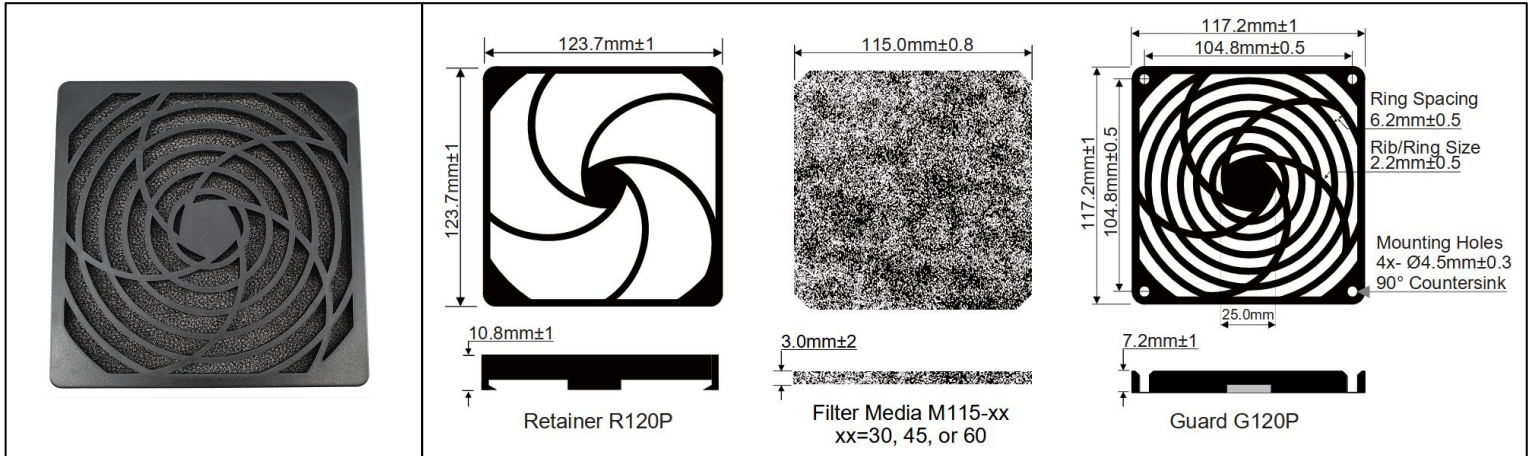 123.7mm±1
123.7mm±1
10.8mm±1
Retainer R120P
115.0mm±0.8
3.0mm±2
Filter Media M115-xx
xx=30, 45, or 60
117.2mm±1
104.8mm±0.5
117.2mm±1
104.8mm±0.5
Ring Spacing
6.2mm±0.5
Rib/Ring Size
2.2mm±0.5
Mounting Holes
4x- Ø4.5mm±0.3
90° Countersink
25.0mm
7.2mm±1
Guard G120P